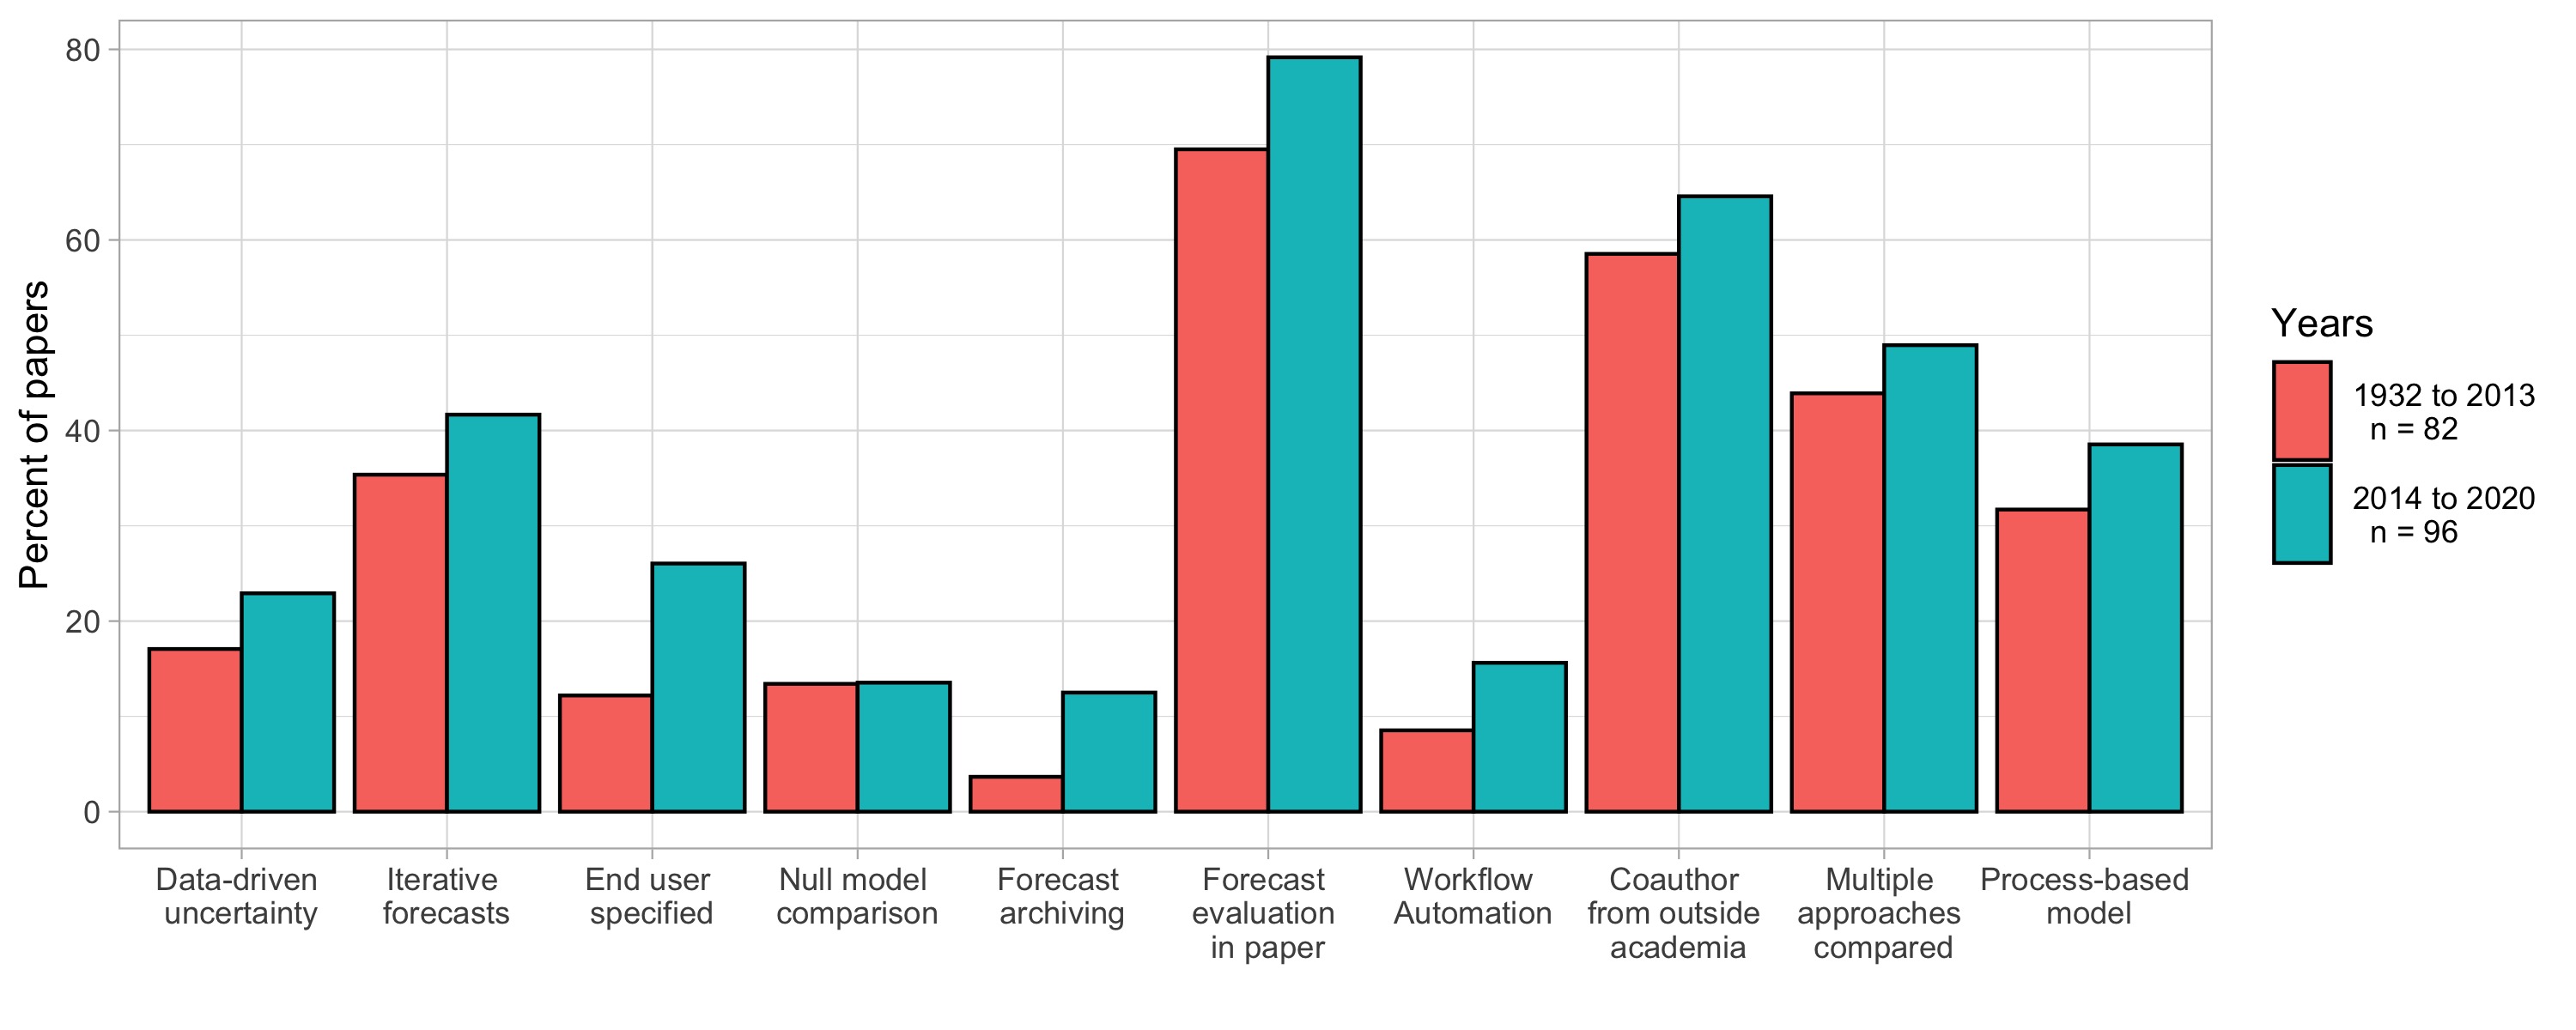 80
60
40
20
0
Percent of papers
Data-driven
uncertainty
Iterative
forecasts
End user
specified
Null model
comparison
Forecast
archiving
Forecast
evaluation
in paper
Workflow
Automation
Coauthor
from outside
academia
Multiple
approaches
compared
Process-based
model
Years
1932 to 2013
n = 82
2014 to 2020
n = 96